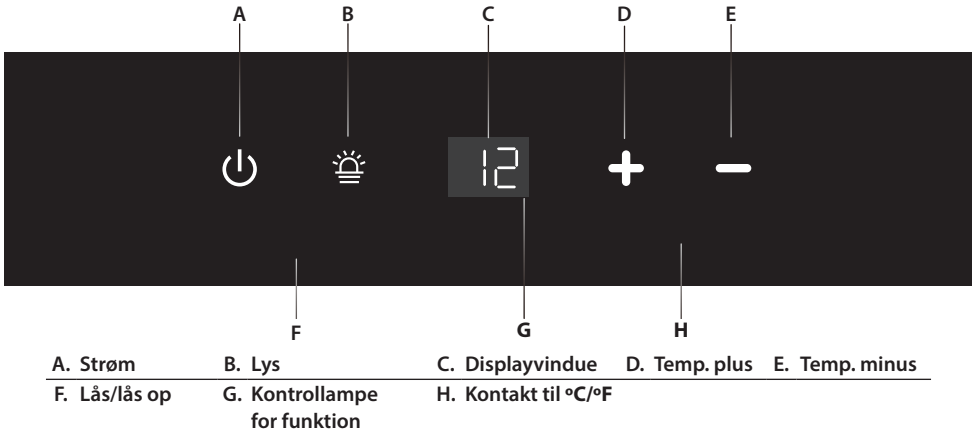 A B C D E
12
F G H
A. Strøm B. Lys C. Displayvindue D. Temp. plus E. Temp. minus
F. Lås/lås op G. Kontrollampe H. Kontakt til ºC/ºF
for funktion